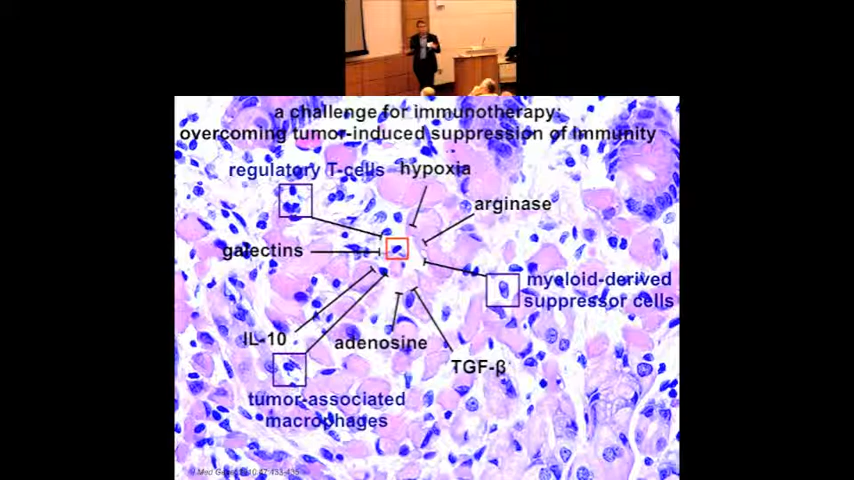 a challenge for immunotherapy:
overcoming tumor-induced suppression of immunity
regulatory T-cells
hypoxia
arginase
galectins
myeloid-derived
suppressor cells
IL-10
adenosine
TGF-β
tumor-associated
macrophages